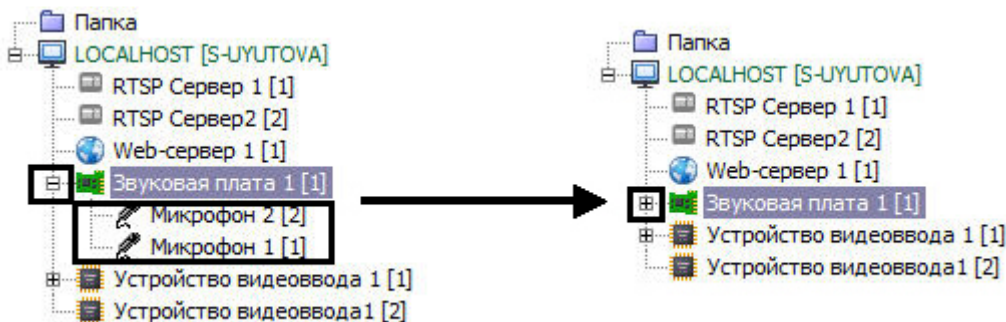 Папка
LOCALHOST [S-UYUTOVA]
RTSP Сервер 1 [1]
RTSP Сервер2 [2]
Web-сервер 1 [1]
Звуковая плата 1 [1]
Микрофон 2 [2]
Микрофон 1 [1]
Устройство видеоввода 1 [1]
Устройство видеоввода1 [2]
Папка
LOCALHOST [S-UYUTOVA]
RTSP Сервер 1 [1]
RTSP Сервер2 [2]
Web-сервер 1 [1]
Звуковая плата 1 [1]
Устройство видеоввода 1 [1]
Устройство видеоввода1 [2]